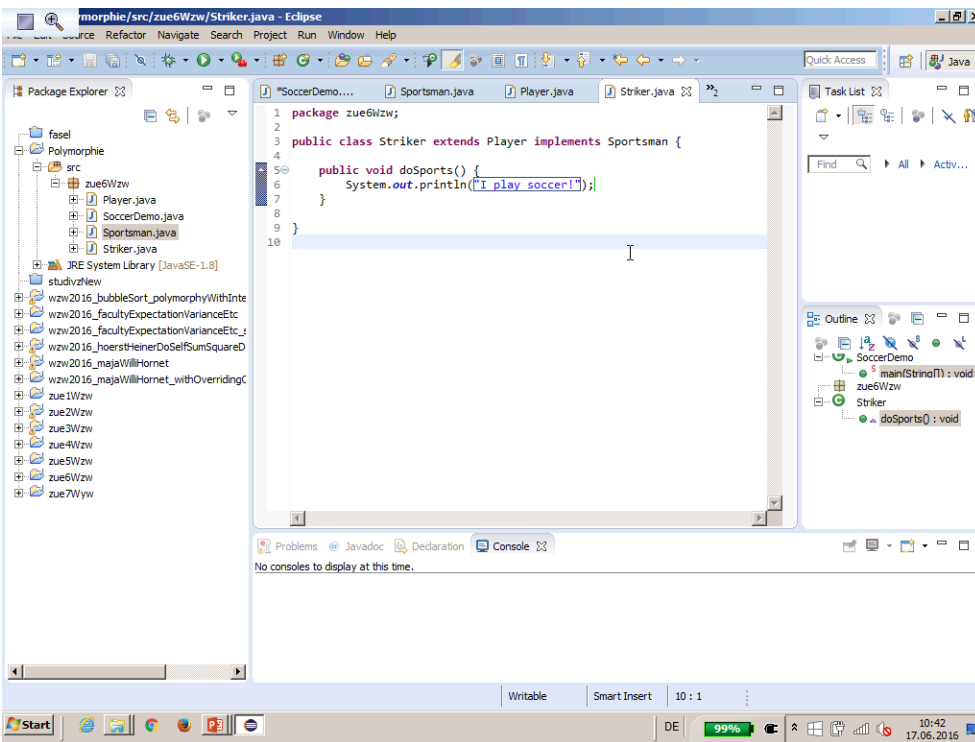 ymorphie/src/zue6Wzw/Striker.java - Eclipse
Refactor Navigate Search Project Run Window Help
Quick Access
Java
Package Explorer
fasel
Polymorphie
src
zue6Wzw
Player.java
SoccerDemo.java
Sportsman.java
Striker.java
JRE System Library [JavaSE-1.8]
studivzNew
wzw2016_bubbleSort_polymorphyWithInte
wzw2016_facultyExpectationVarianceEtc
wzw2016_facultyExpectationVarianceEtc_s
wzw2016_hoerstHeinerDoSelfSumSquareD
wzw2016_majaWilliHornet
wzw2016_majaWilliHornet_withOverridingC
zue1Wzw
zue2Wzw
zue3Wzw
zue4Wzw
zue5Wzw
zue6Wzw
zue7Wyw
*SoccerDemo.... Sportsman.java Player.java Striker.java »2
1 package zue6Wzw;
2
3 public class Striker extends Player implements Sportsman {
4
5 public void doSports() {
6 System.out.println("I play soccer!");
7 }
8
9 }
10
Task List
Find All Activ...
Outline
SoccerDemo
main(String[]) : void
zue6Wzw
Striker
doSports() : void
Problems @ Javadoc Declaration Console
No consoles to display at this time.
Writable Smart Insert 10 : 1
Start
DE 99% 10:42
17.06.2016